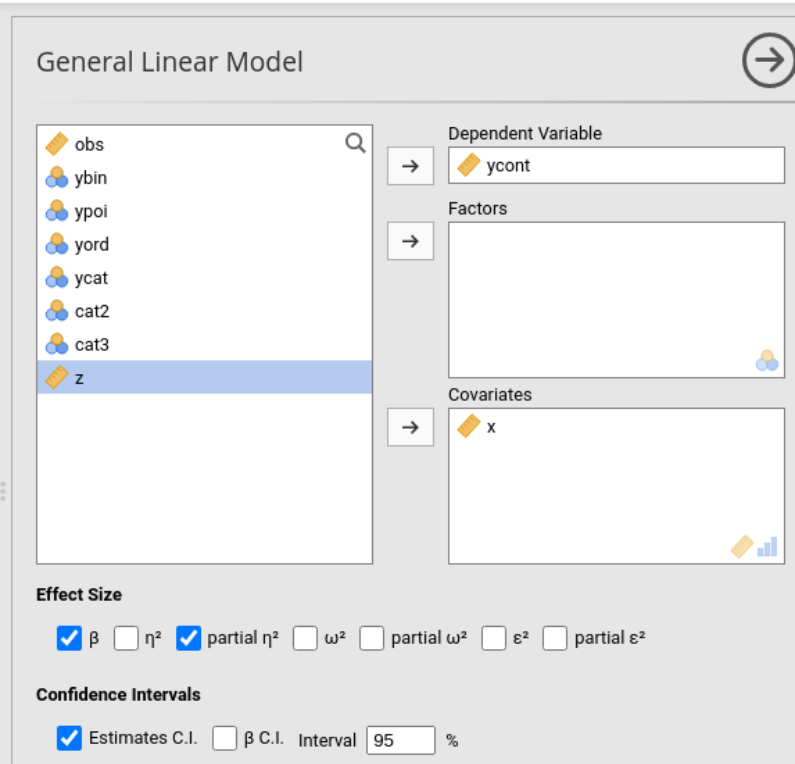 General Linear Model
obs
ybin
ypoi
yord
ycat
cat2
cat3
z
Dependent Variable
ycont
Factors
Covariates
x
Effect Size
β η² partial η² ω² partial ω² ε² partial ε²
Confidence Intervals
Estimates C.I. β C.I. Interval 95 %